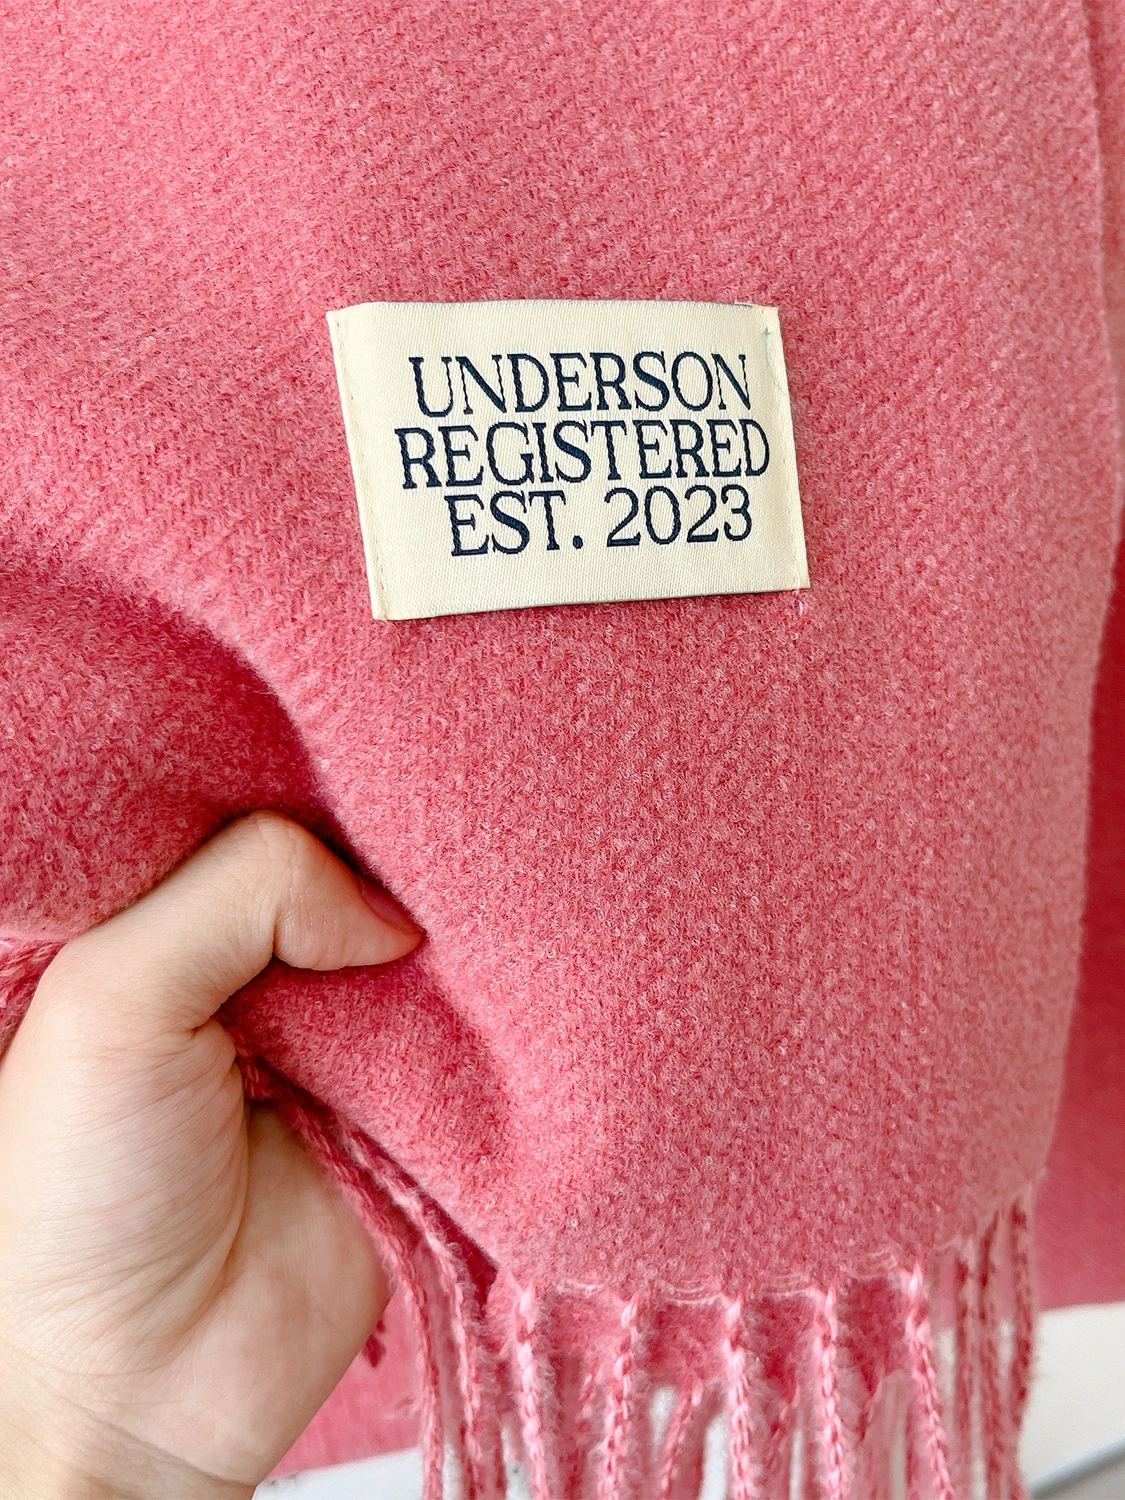 UNDERSON
REGISTERED
EST. 2023